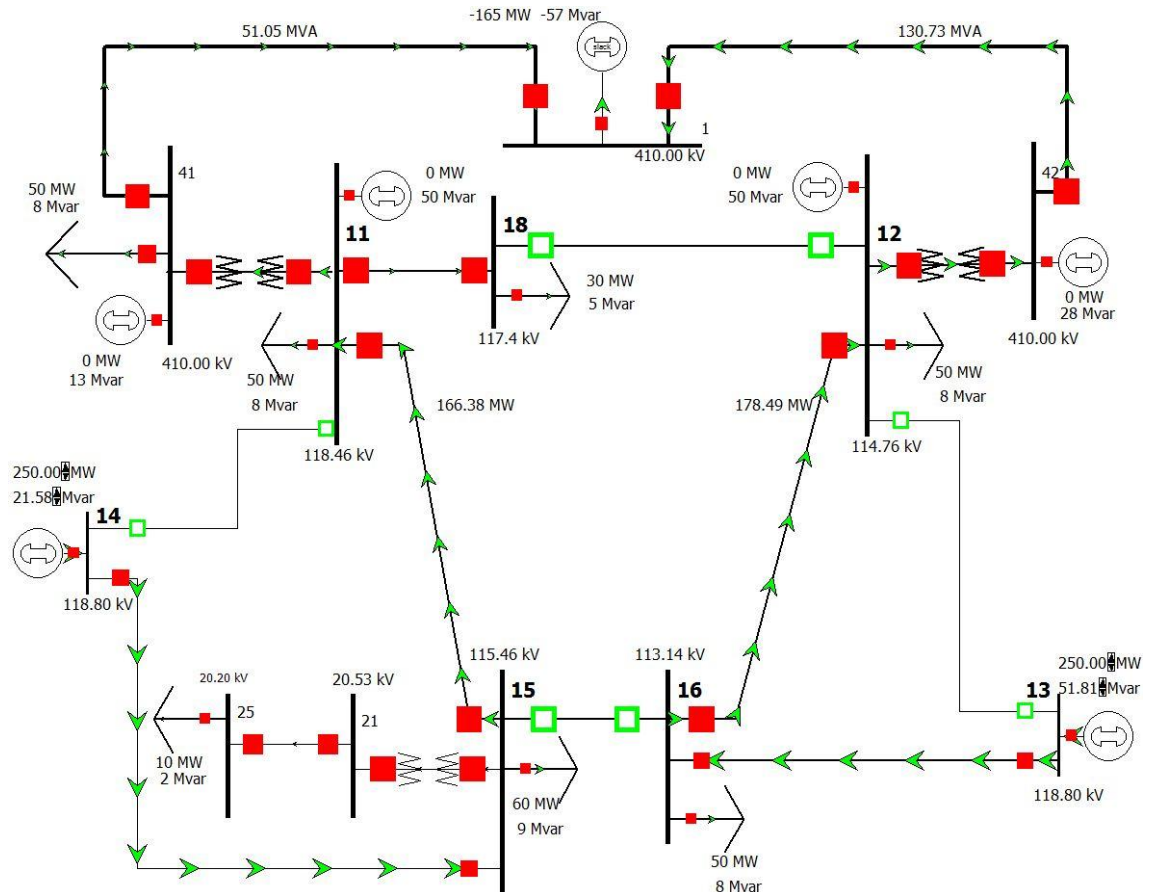 -165 MW -57 Mvar
51.05 MVA
slack
130.73 MVA
1
410.00 kV
41
50 MW
8 Mvar
0 MW
50 Mvar
18
11
0 MW
50 Mvar
12
42
30 MW
5 Mvar
117.4 kV
0 MW
28 Mvar
410.00 kV
0 MW
13 Mvar
410.00 kV
50 MW
8 Mvar
166.38 MW
178.49 MW
50 MW
8 Mvar
118.46 kV
114.76 kV
250.00 MW
21.58 Mvar
14
118.80 kV
115.46 kV
113.14 kV
20.20 kV
20.53 kV
15
16
250.00 MW
51.81 Mvar
13
25
21
10 MW
2 Mvar
60 MW
9 Mvar
118.80 kV
50 MW
8 Mvar